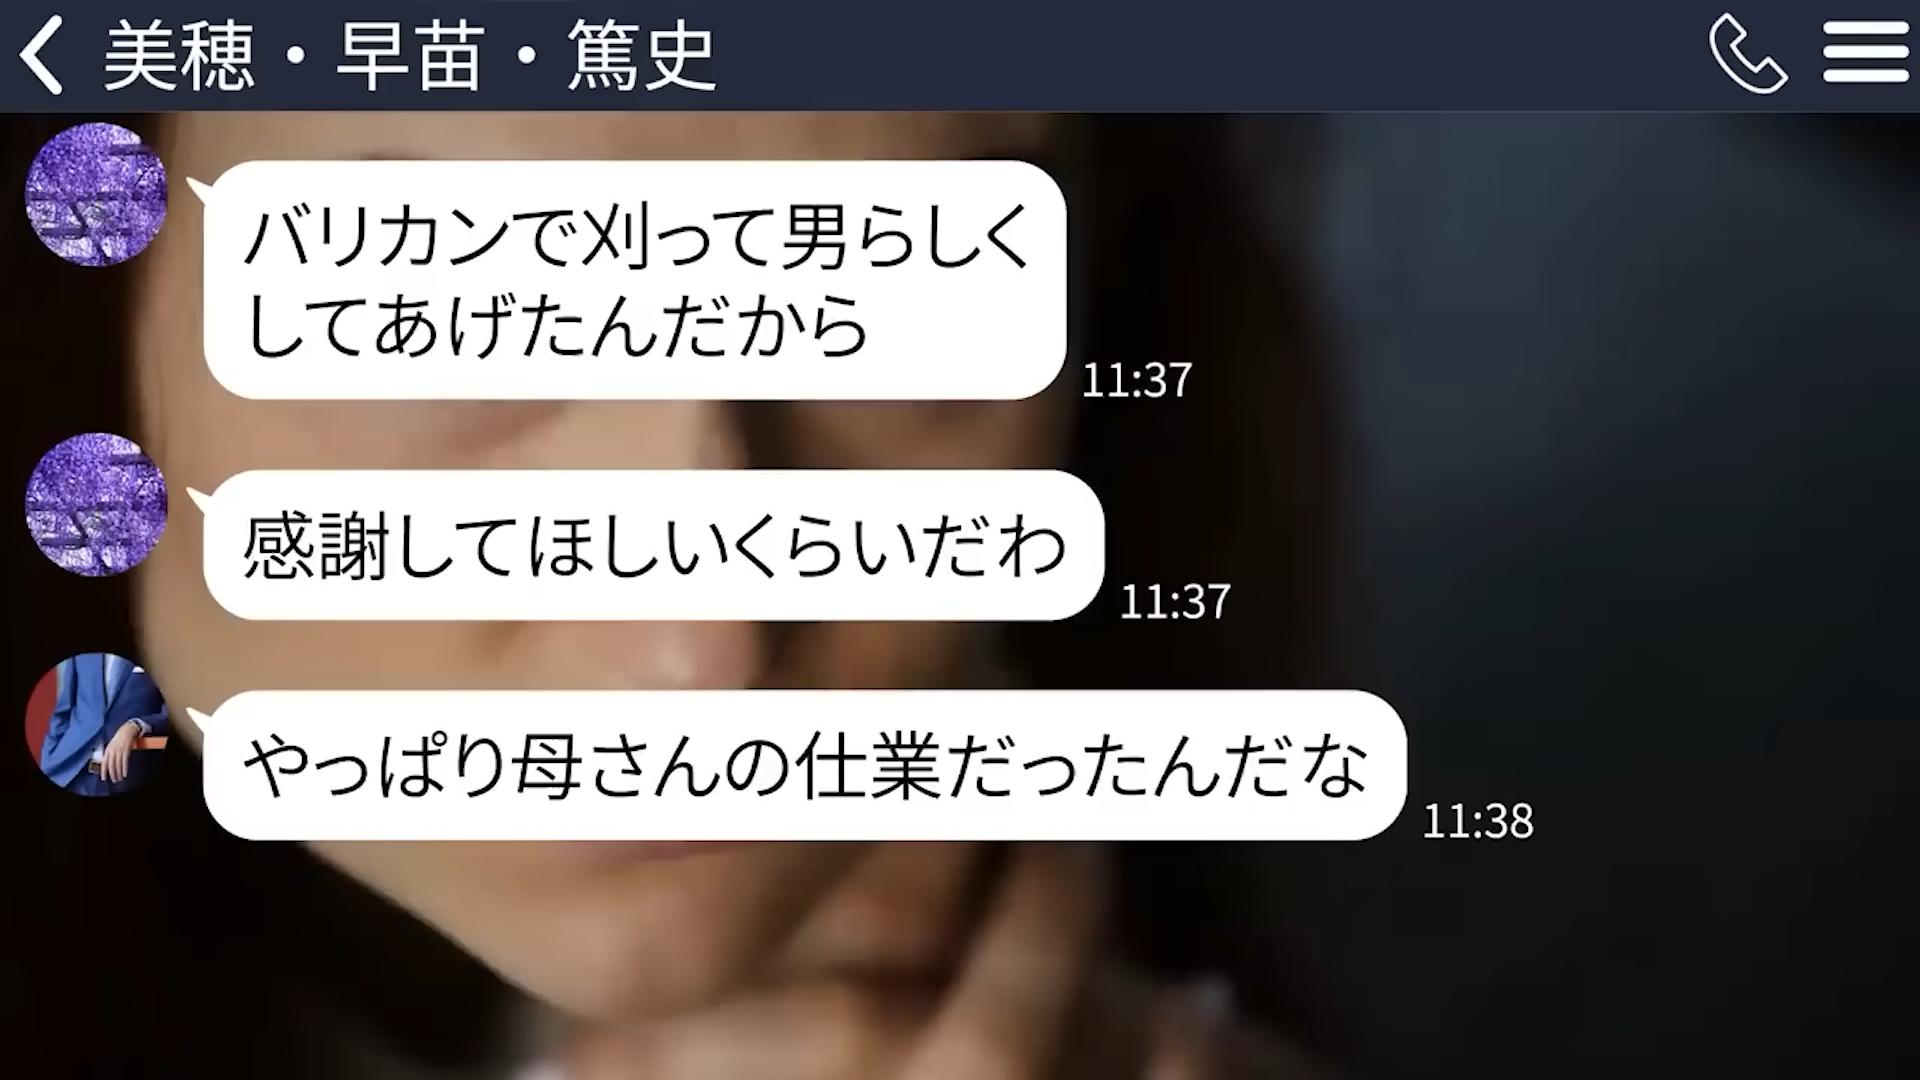 美穂・早苗・篤史
バリカンで刈って男らしく
してあげたんだから
11:37
感謝してほしいくらいだわ
11:37
やっぱり母さんの仕業だったんだな
11:38